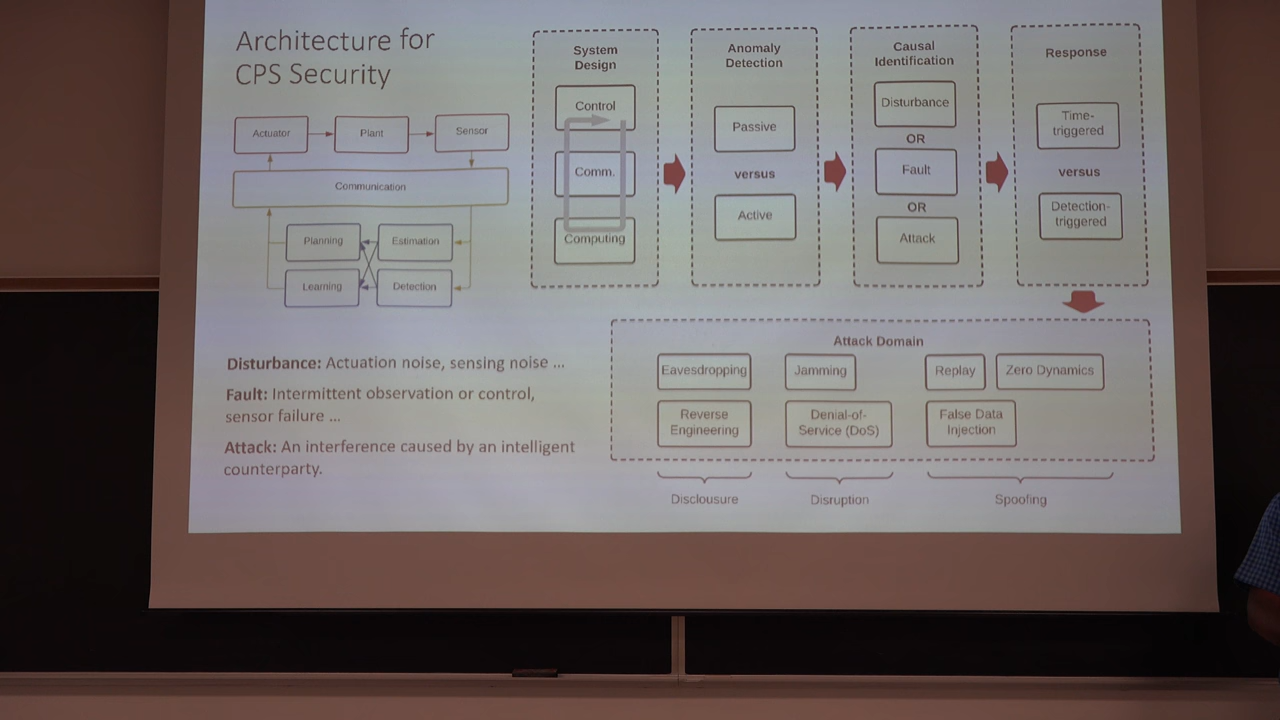 Architecture for
CPS Security
Actuator
Plant
Sensor
Communication
Planning
Estimation
Learning
Detection
System
Design
Control
Comm.
Computing
Anomaly
Detection
Passive
versus
Active
Causal
Identification
Disturbance
OR
Fault
OR
Attack
Response
Time-
triggered
versus
Detection-
triggered
Disturbance: Actuation noise, sensing noise ...
Fault: Intermittent observation or control,
sensor failure ...
Attack: An interference caused by an intelligent
counterparty.
Attack Domain
Eavesdropping
Jamming
Replay
Zero Dynamics
Reverse
Engineering
Denial-of-
Service (DoS)
False Data
Injection
Disclousure
Disruption
Spoofing